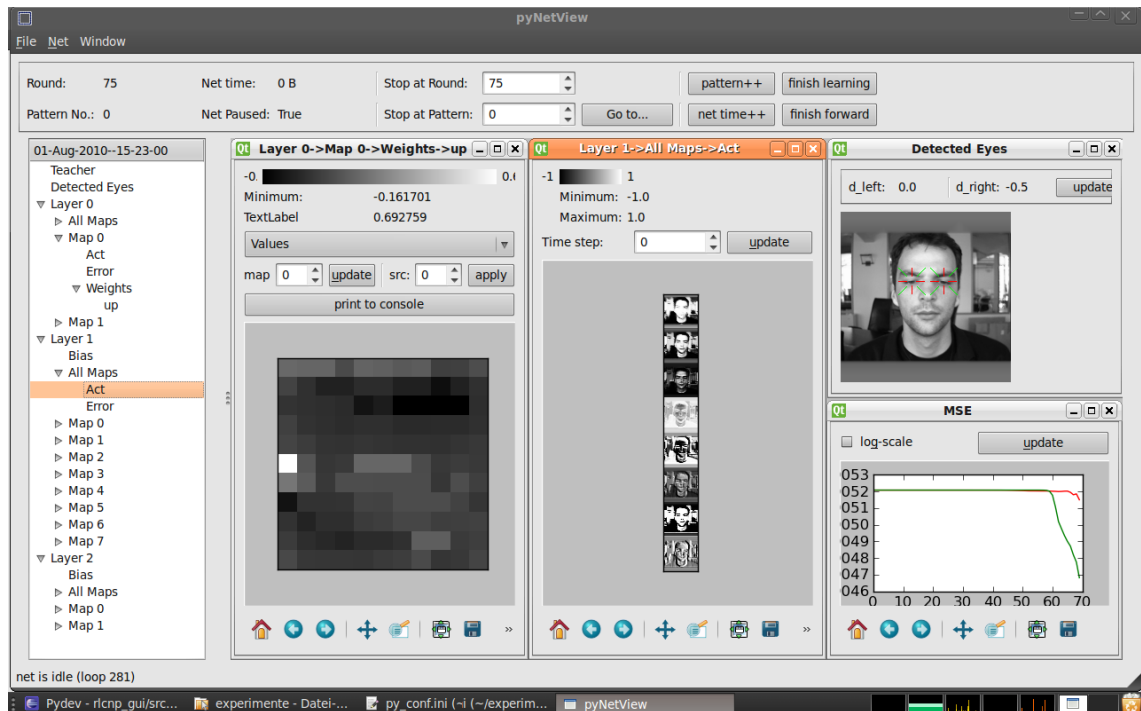 pyNetView
File Net Window
Round: 75 Net time: 0 B Stop at Round: 75 pattern++ finish learning
Pattern No.: 0 Net Paused: True Stop at Pattern: 0 Go to... net time++ finish forward
01-Aug-2010--15-23-00
Teacher
Detected Eyes
Layer 0
All Maps
Map 0
Act
Error
Weights
up
Map 1
Layer 1
Bias
All Maps
Act
Error
Map 0
Map 1
Map 2
Map 3
Map 4
Map 5
Map 6
Map 7
Layer 2
Bias
All Maps
Map 0
Map 1
Qt Layer 0->Map 0->Weights->up
-0. 0.
Minimum: -0.161701
TextLabel 0.692759
Values
map 0 update src: 0 apply
print to console
»
Qt Layer 1->All Maps->Act
-1 1
Minimum: -1.0
Maximum: 1.0
Time step: 0 update
»
Qt Detected Eyes
d_left: 0.0 d_right: -0.5 update
Qt MSE
log-scale update
053
052
051
050
049
048
047
046
0 10 20 30 40 50 60 70
net is idle (loop 281)
Pydev - rlcnp_gui/src... experimente - Datei-... py_conf.ini (~i (~/experim... pyNetView